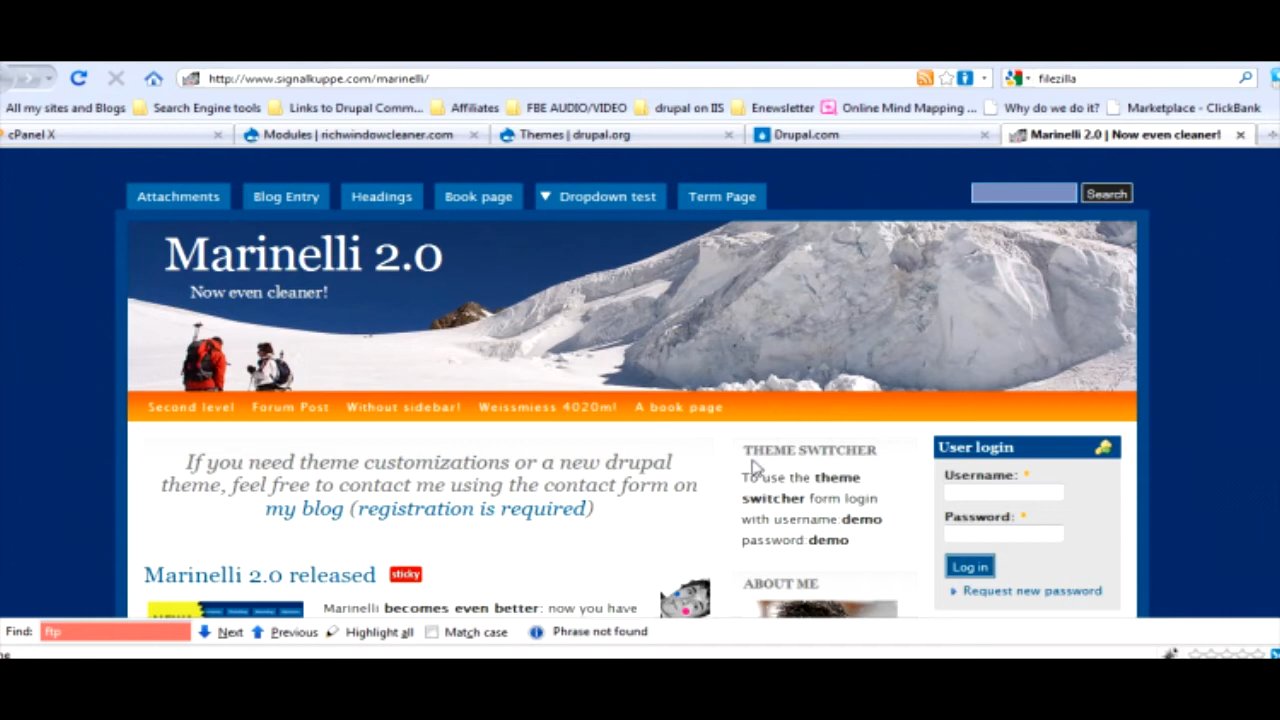 http://www.signalkuppe.com/marinelli/
filezilla
All my sites and Blogs Search Engine tools Links to Drupal Comm... Affiliates FBE AUDIO/VIDEO drupal on IIS Enewsletter Online Mind Mapping ... Why do we do it? Marketplace - ClickBank
cPanel X Modules | richwindowcleaner.com Themes | drupal.org Drupal.com Marinelli 2.0 | Now even cleaner!
Attachments Blog Entry Headings Book page Dropdown test Term Page Search
Marinelli 2.0
Now even cleaner!
Second level Forum Post Without sidebar! Weissmiess 4020m! A book page
If you need theme customizations or a new drupal
theme, feel free to contact me using the contact form on
my blog (registration is required)
Marinelli 2.0 released sticky
Marinelli becomes even better: now you have
THEME SWITCHER
To use the theme
switcher form login
with username:demo
password:demo
ABOUT ME
User login
Username: *
Password: *
Log in
Request new password
Find: ftp Next Previous Highlight all Match case Phrase not found